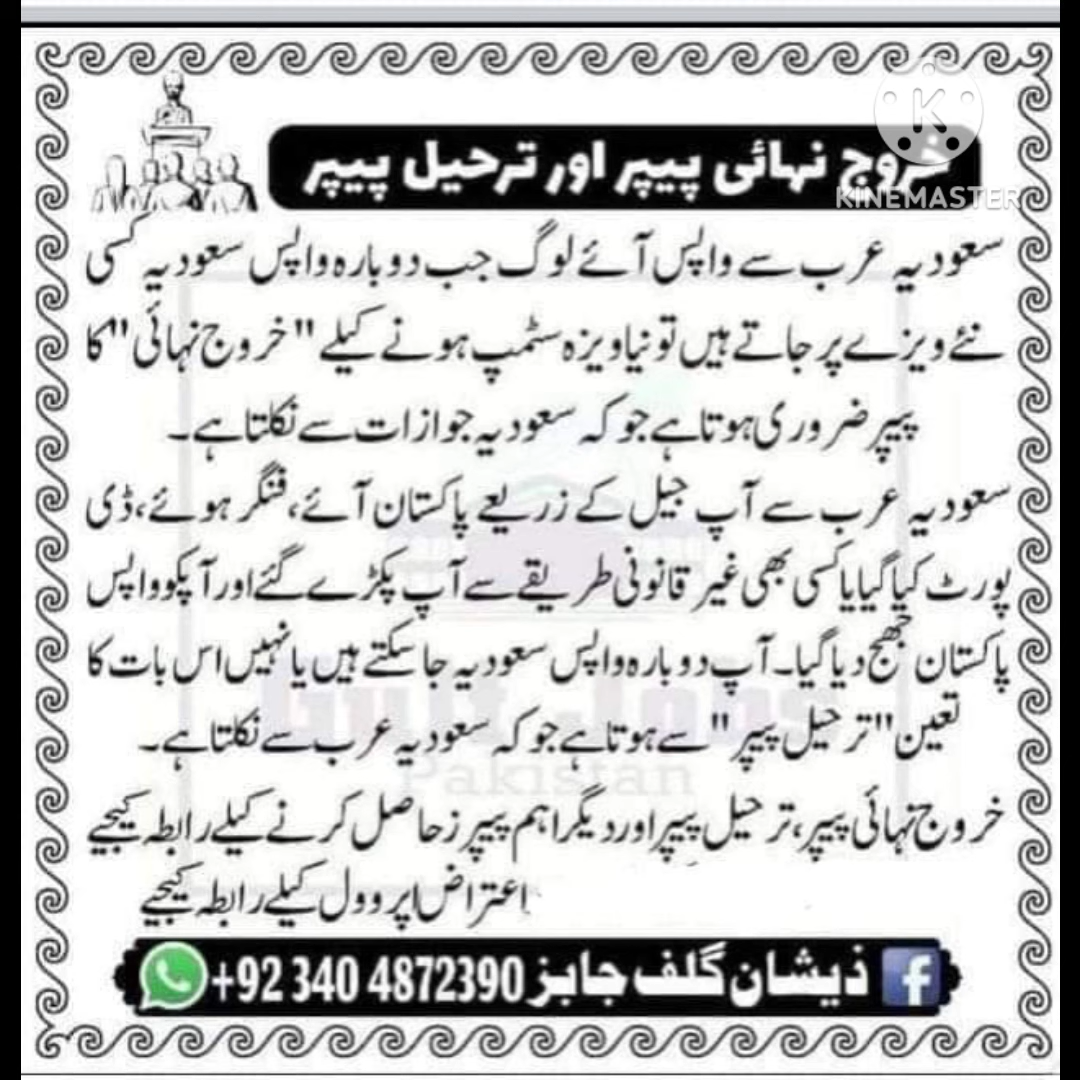 خروج نہائی پیپر اور ترحیل پیپر
KINEMASTER
سعودیہ عرب سے واپس آئے لوگ جب دوبارہ واپس سعودیہ کسی
نئے ویزے پر جاتے ہیں تو نیا ویزہ سٹمپ ہونے کیلے "خروج نہائی" کا
پیپر ضروری ہوتا ہے جو کہ سعودیہ جوازات سے نکلتا ہے۔
سعودیہ عرب سے آپ جیل کے زریعے پاکستان آئے، فنگر ہوئے، ڈی
پورٹ کیا گیا یا کسی بھی غیر قانونی طریقے سے آپ پکڑے گئے اور آپکو واپس
پاکستان بھیج دیا گیا۔ آپ دوبارہ واپس سعودیہ جا سکتے ہیں یا نہیں اس بات کا
تعین "ترحیل پیپر" سے ہوتا ہے جو کہ سعودیہ عرب سے نکلتا ہے۔
Gulf Jobs
Pakistan
خروج نہائی پیپر، ترحیل پیپر اور دیگر اہم پیپرز حاصل کرنے کیلے رابطہ کیجیے
اعتراض اپروول کیلے رابطہ کیجیے
ذیشان گلف جابز +92 340 4872390